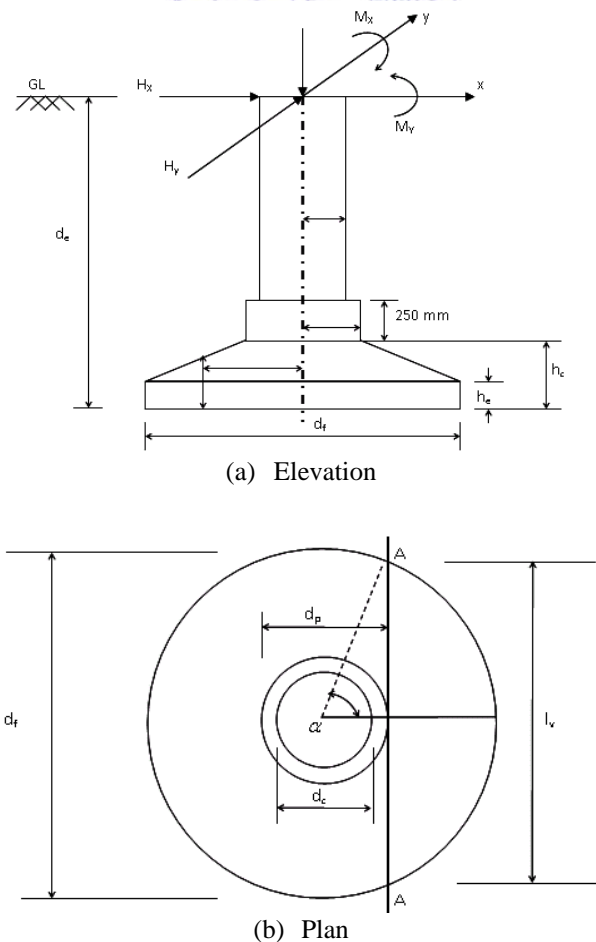 Mx
y
GL
Hx
x
My
Hy
de
250 mm
hc
he
df
(a) Elevation
A
dp
df
α
lv
dc
A
(b) Plan